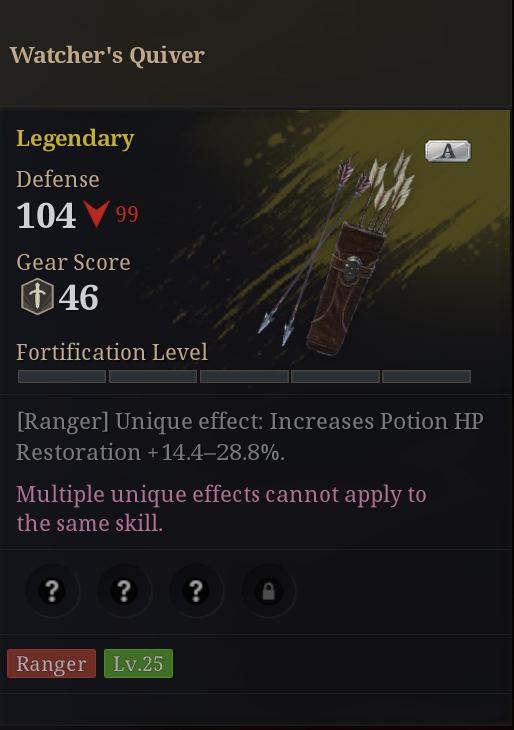 Watcher's Quiver
Legendary
A
Defense
104 99
Gear Score
46
Fortification Level
[Ranger] Unique effect: Increases Potion HP
Restoration +14.4–28.8%.
Multiple unique effects cannot apply to
the same skill.
? ? ?
Ranger Lv.25